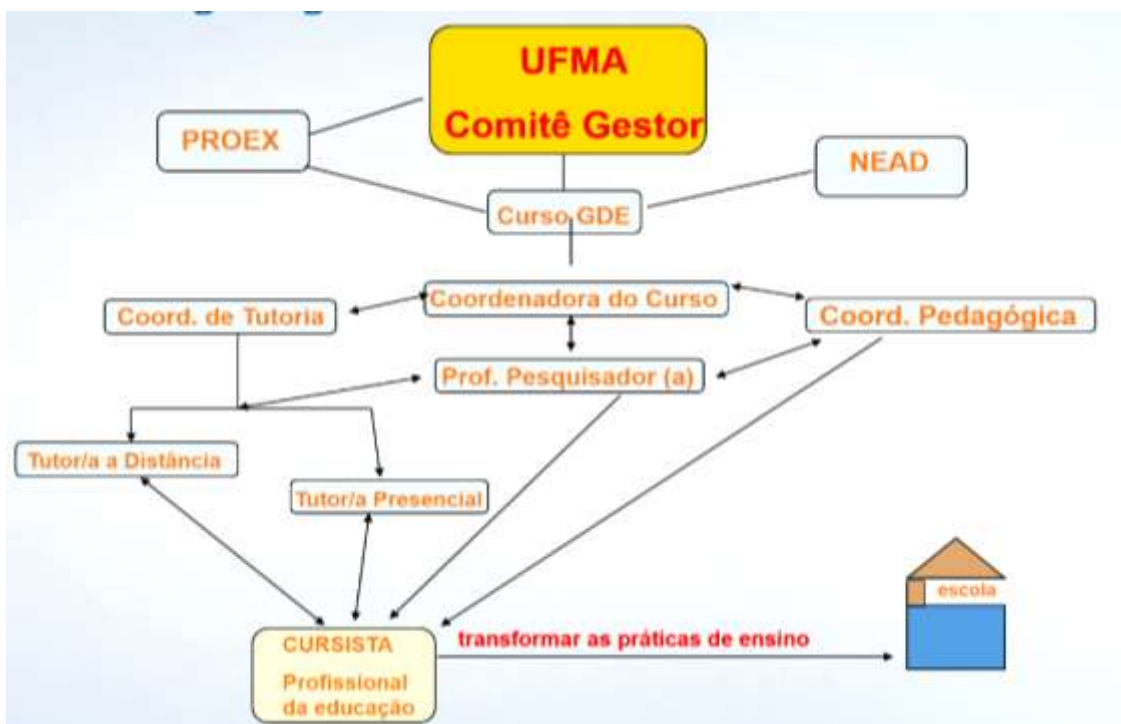 UFMA
Comitê Gestor
PROEX
NEAD
Curso GDE
Coordenadora do Curso
Coord. de Tutoria
Coord. Pedagógica
Prof. Pesquisador (a)
Tutor/a a Distância
Tutor/a Presencial
escola
CURSISTA
transformar as práticas de ensino
Profissional
da educação